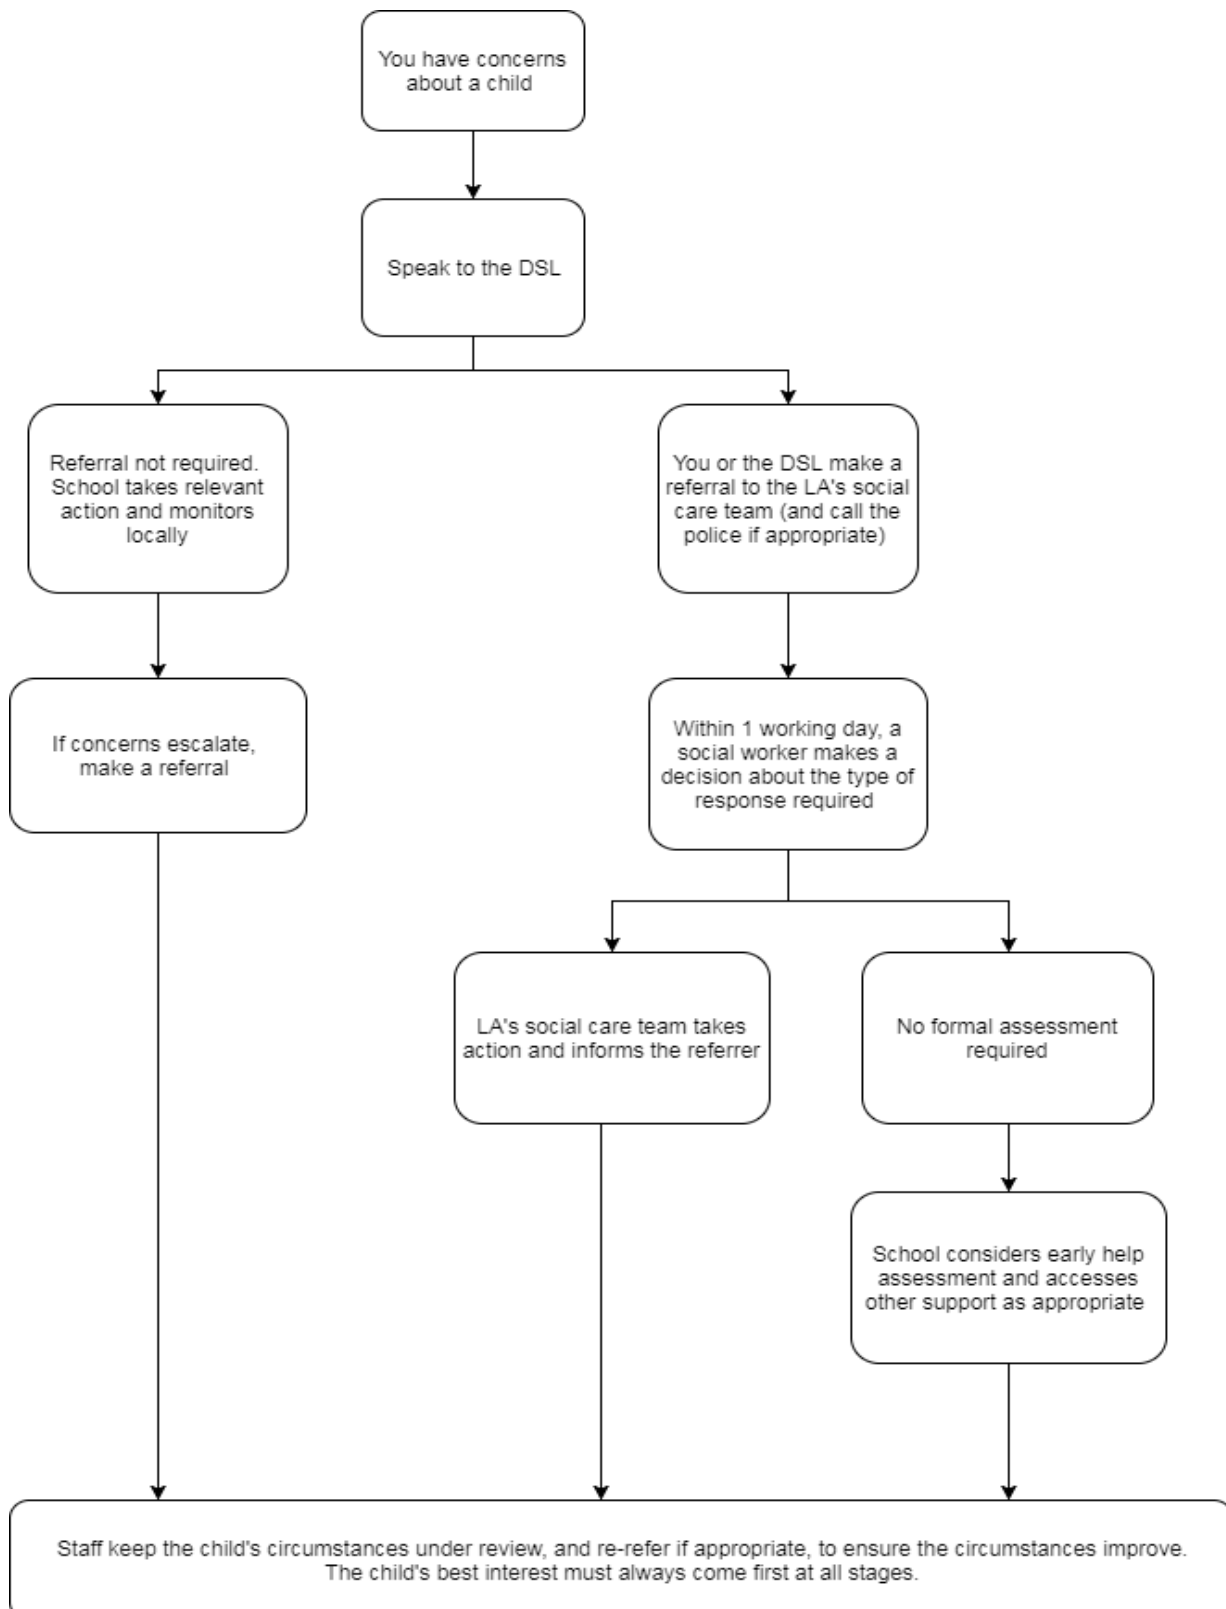 You have concerns
about a child
Speak to the DSL
Referral not required.
School takes relevant
action and monitors
locally
You or the DSL make a
referral to the LA's social
care team (and call the
police if appropriate)
If concerns escalate,
make a referral
Within 1 working day, a
social worker makes a
decision about the type of
response required
LA's social care team takes
action and informs the referrer
No formal assessment
required
School considers early help
assessment and accesses
other support as appropriate
Staff keep the child's circumstances under review, and re-refer if appropriate, to ensure the circumstances improve.
The child's best interest must always come first at all stages.